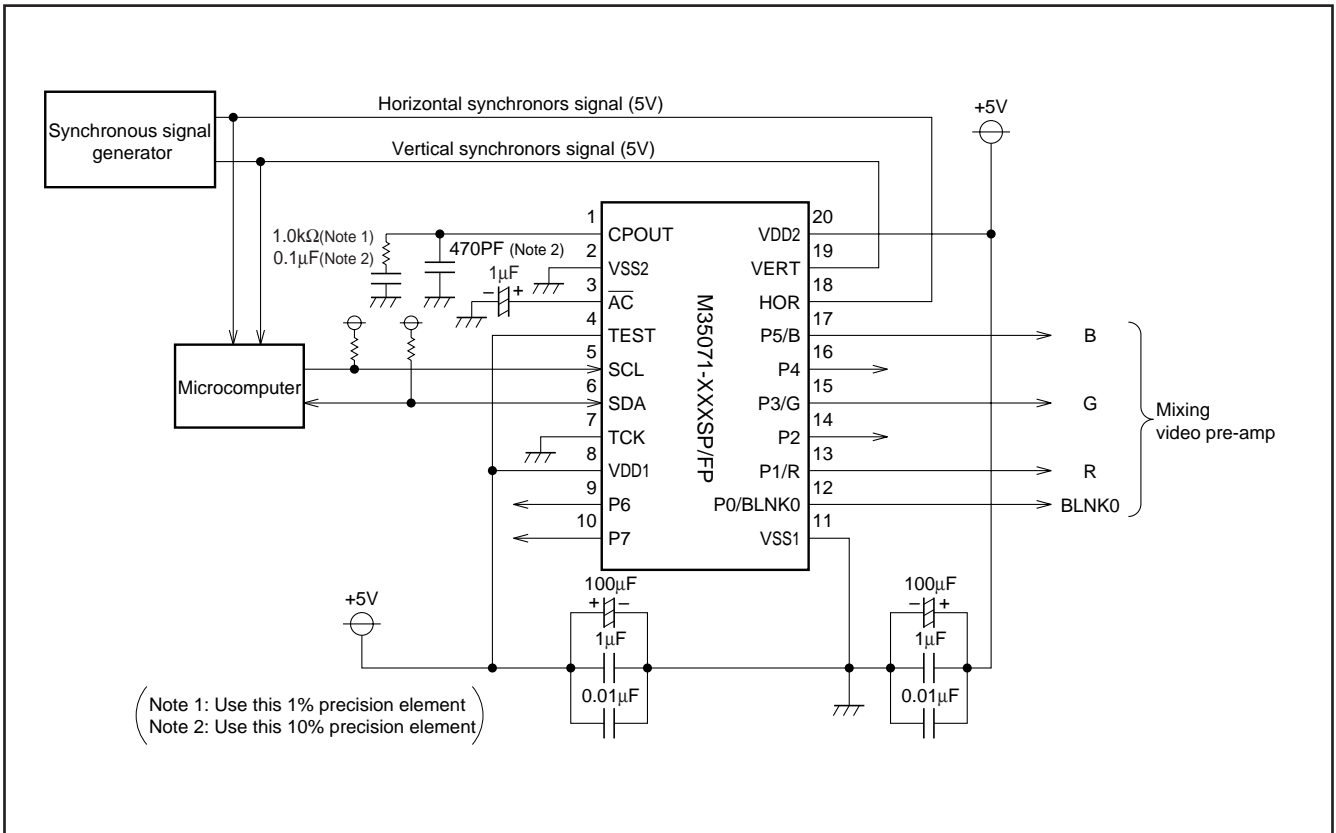 Synchronous signal
generator
Horizontal synchronors signal (5V)
Vertical synchronors signal (5V)
+5V
1.0kΩ(Note 1)
0.1μF(Note 2)
470PF (Note 2)
1μF
− +
Microcomputer
1 CPOUT
2 VSS2
3 AC
4 TEST
5 SCL
6 SDA
7 TCK
8 VDD1
9 P6
10 P7
M35071-XXXSP/FP
20 VDD2
19 VERT
18 HOR
17 P5/B
16 P4
15 P3/G
14 P2
13 P1/R
12 P0/BLNK0
11 VSS1
B
G
R
BLNK0
Mixing
video pre-amp
+5V
100μF
+ −
1μF
0.01μF
100μF
− +
1μF
0.01μF
Note 1: Use this 1% precision element
Note 2: Use this 10% precision element